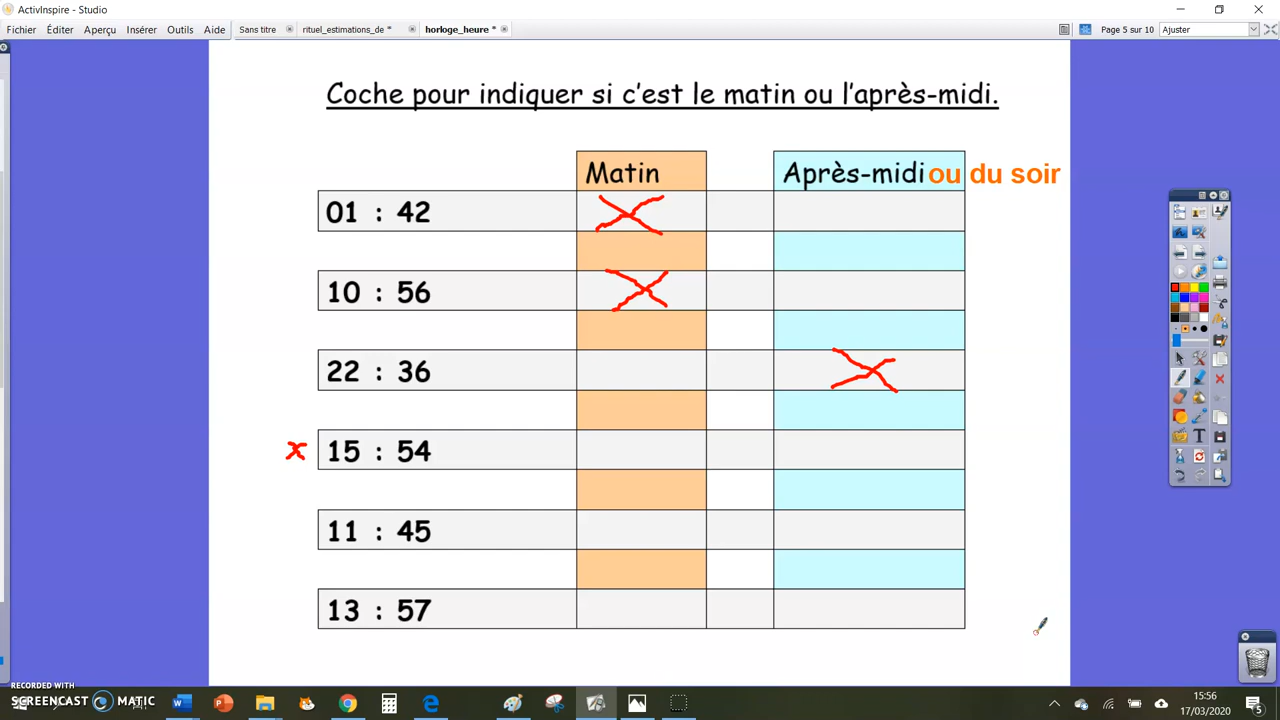 ActivInspire - Studio
Fichier Éditer Aperçu Insérer Outils Aide Sans titre rituel_estimations_de * horloge_heure * Page 5 sur 10 Ajuster
Coche pour indiquer si c'est le matin ou l'après-midi.
Matin Après-midi ou du soir
01 : 42
10 : 56
22 : 36
x 15 : 54
11 : 45
13 : 57
RECORDED WITH
SCREENCAST MATIC
15:56
17/03/2020